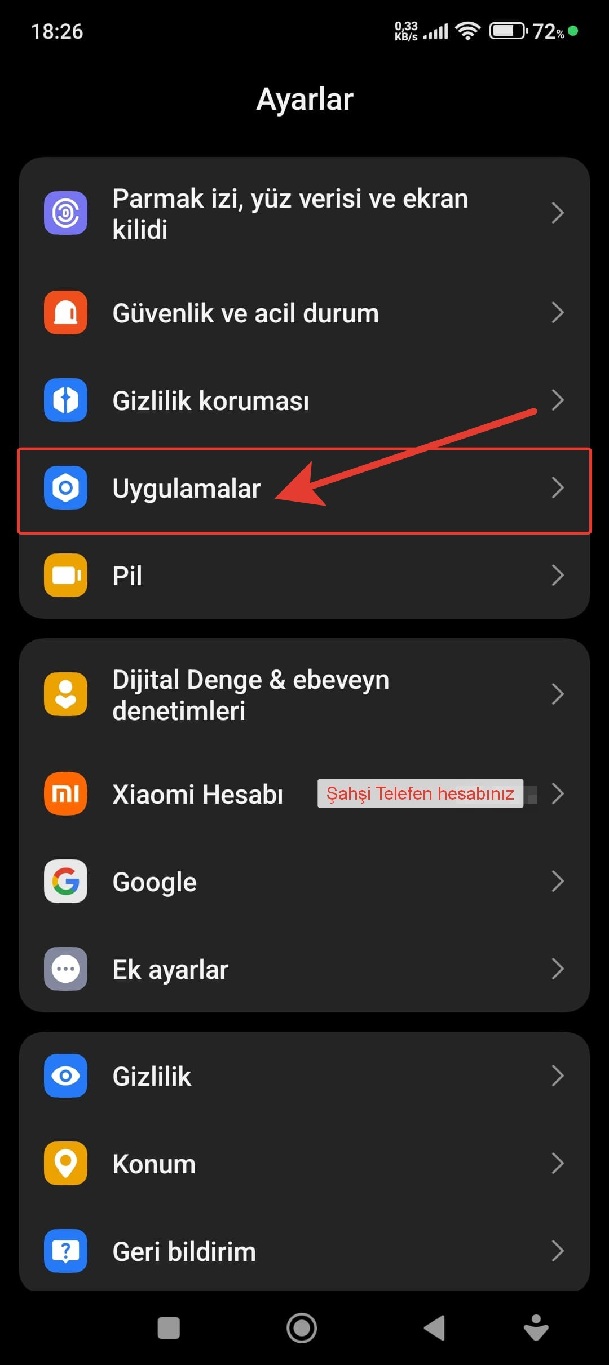 18:26
0,33
KB/s
72%
Ayarlar
Parmak izi, yüz verisi ve ekran
kilidi
Güvenlik ve acil durum
Gizlilik koruması
Uygulamalar
Pil
Dijital Denge & ebeveyn
denetimleri
Xiaomi Hesabı
Şahşi Telefen hesabınız
Google
Ek ayarlar
Gizlilik
Konum
Geri bildirim